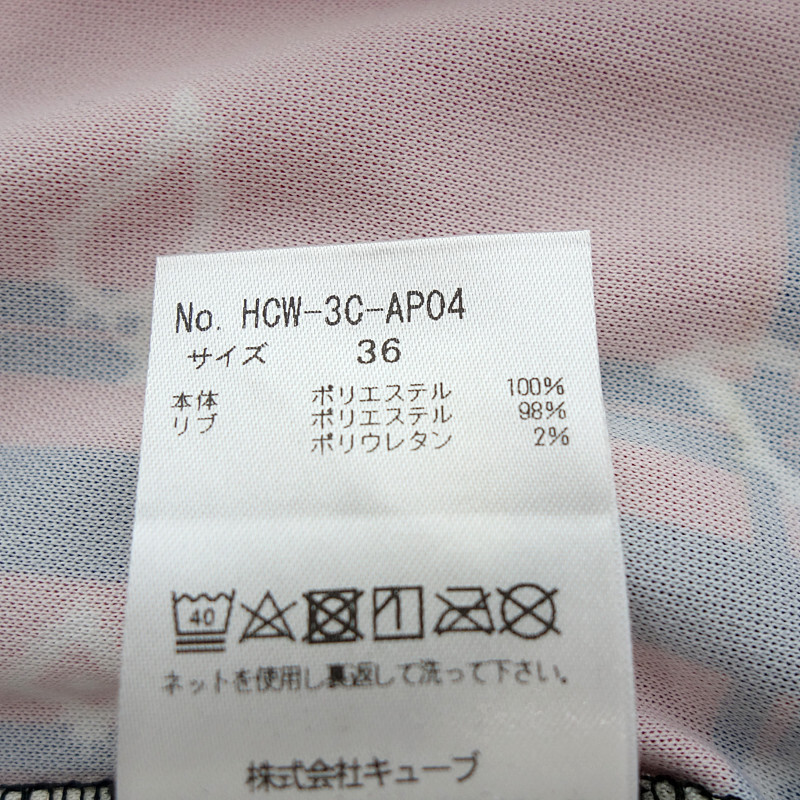 No. HCW-3C-AP04
サイズ 36
本体 ポリエステル 100%
リブ ポリエステル 98%
ポリウレタン 2%
40
ネットを使用し裏返して洗って下さい。
株式会社キューブ